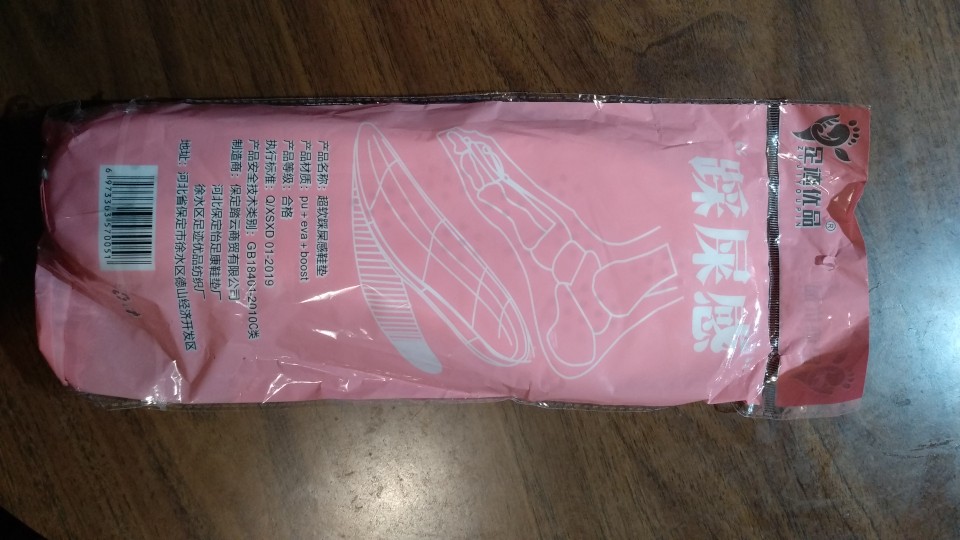 足迹优品®
踩屎感
产品名称：超软踩屎感鞋垫
产品材质：pu+eva+boost
产品等级：合格
执行标准：Q/XSXD 01-2019
产品安全技术类别：GB18401-2010C类
制造商：保定踏云商贸有限公司
河北保定怡足康鞋垫厂
徐水区足迹优品纺织厂
地址：河北省保定市徐水区德山经济开发区